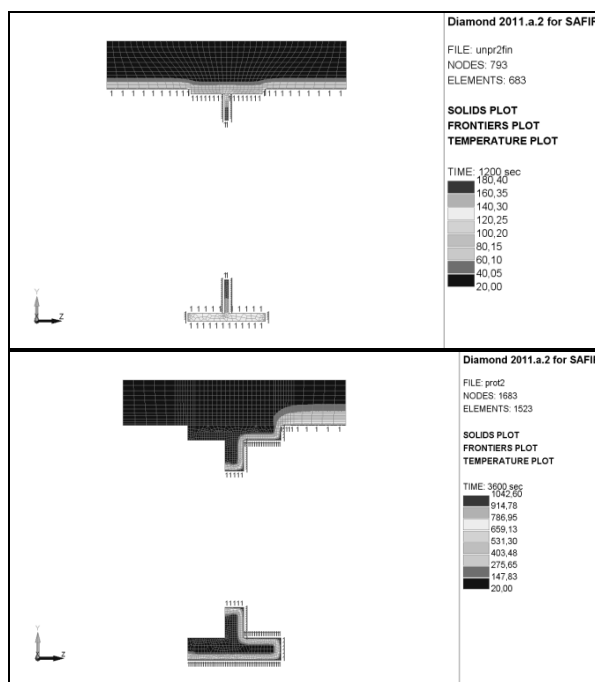 Diamond 2011.a.2 for SAFIR
FILE: unpr2fin
NODES: 793
ELEMENTS: 683
SOLIDS PLOT
FRONTIERS PLOT
TEMPERATURE PLOT
TIME: 1200 sec
180,40
160,35
140,30
120,25
100,20
80,15
60,10
40,05
20,00
Y
X
Z
Diamond 2011.a.2 for SAFIR
FILE: prot2
NODES: 1683
ELEMENTS: 1523
SOLIDS PLOT
FRONTIERS PLOT
TEMPERATURE PLOT
TIME: 3600 sec
1042,60
914,78
786,95
659,13
531,30
403,48
275,65
147,83
20,00
Y
X
Z